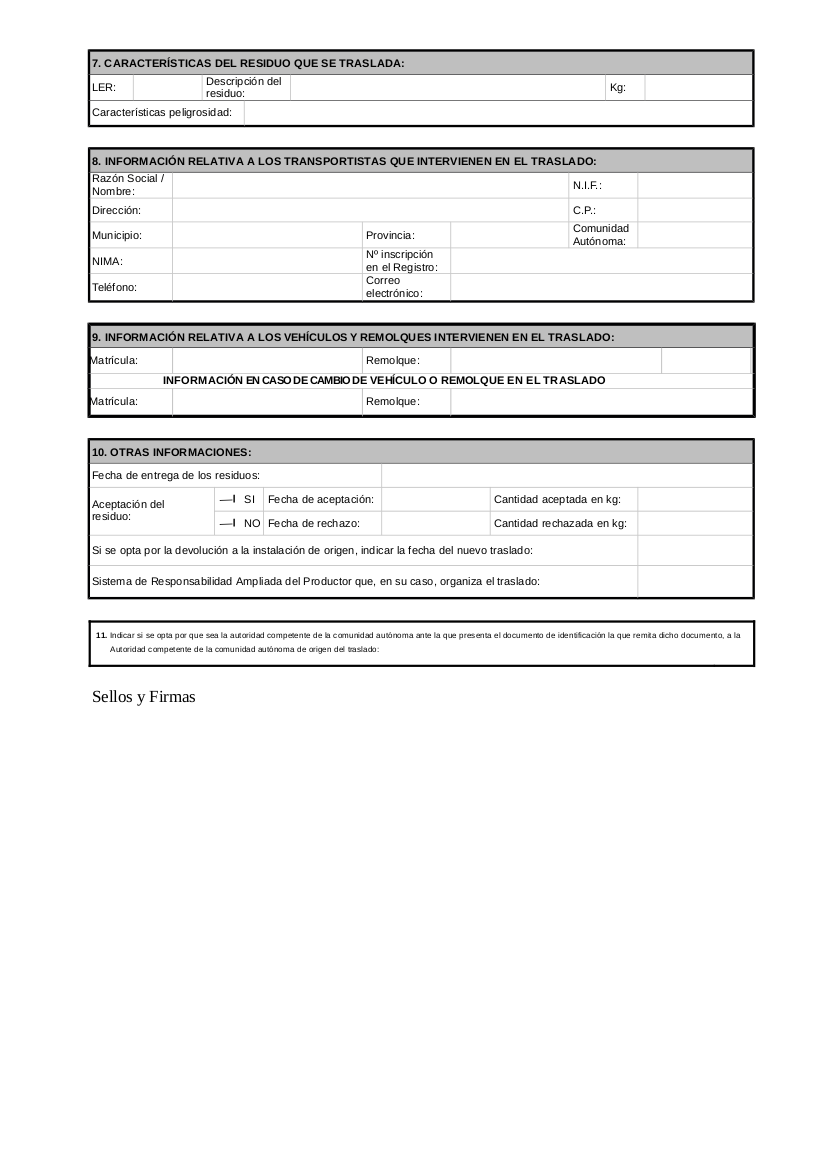 7. CARACTERÍSTICAS DEL RESIDUO QUE SE TRASLADA:
LER:
Descripción del
residuo:
Kg:
Características peligrosidad:
8. INFORMACIÓN RELATIVA A LOS TRANSPORTISTAS QUE INTERVIENEN EN EL TRASLADO:
Razón Social /
Nombre:
N.I.F.:
Dirección:
C.P.:
Municipio:
Provincia:
Comunidad
Autónoma:
NIMA:
Nº inscripción
en el Registro:
Teléfono:
Correo
electrónico:
9. INFORMACIÓN RELATIVA A LOS VEHÍCULOS Y REMOLQUES INTERVIENEN EN EL TRASLADO:
Matricula:
Remolque:
INFORMACIÓN EN CASO DE CAMBIO DE VEHÍCULO O REMOLQUE EN EL TRASLADO
Matricula:
Remolque:
10. OTRAS INFORMACIONES:
Fecha de entrega de los residuos:
Aceptación del
residuo:
SI
Fecha de aceptación:
Cantidad aceptada en kg:
NO
Fecha de rechazo:
Cantidad rechazada en kg:
Si se opta por la devolución a la instalación de origen, indicar la fecha del nuevo traslado:
Sistema de Responsabilidad Ampliada del Productor que, en su caso, organiza el traslado:
11. Indicar si se opta por que sea la autoridad competente de la comunidad autónoma ante la que presenta el documento de identificación la que remita dicho documento, a la
Autoridad competente de la comunidad autónoma de origen del traslado:
Sellos y Firmas